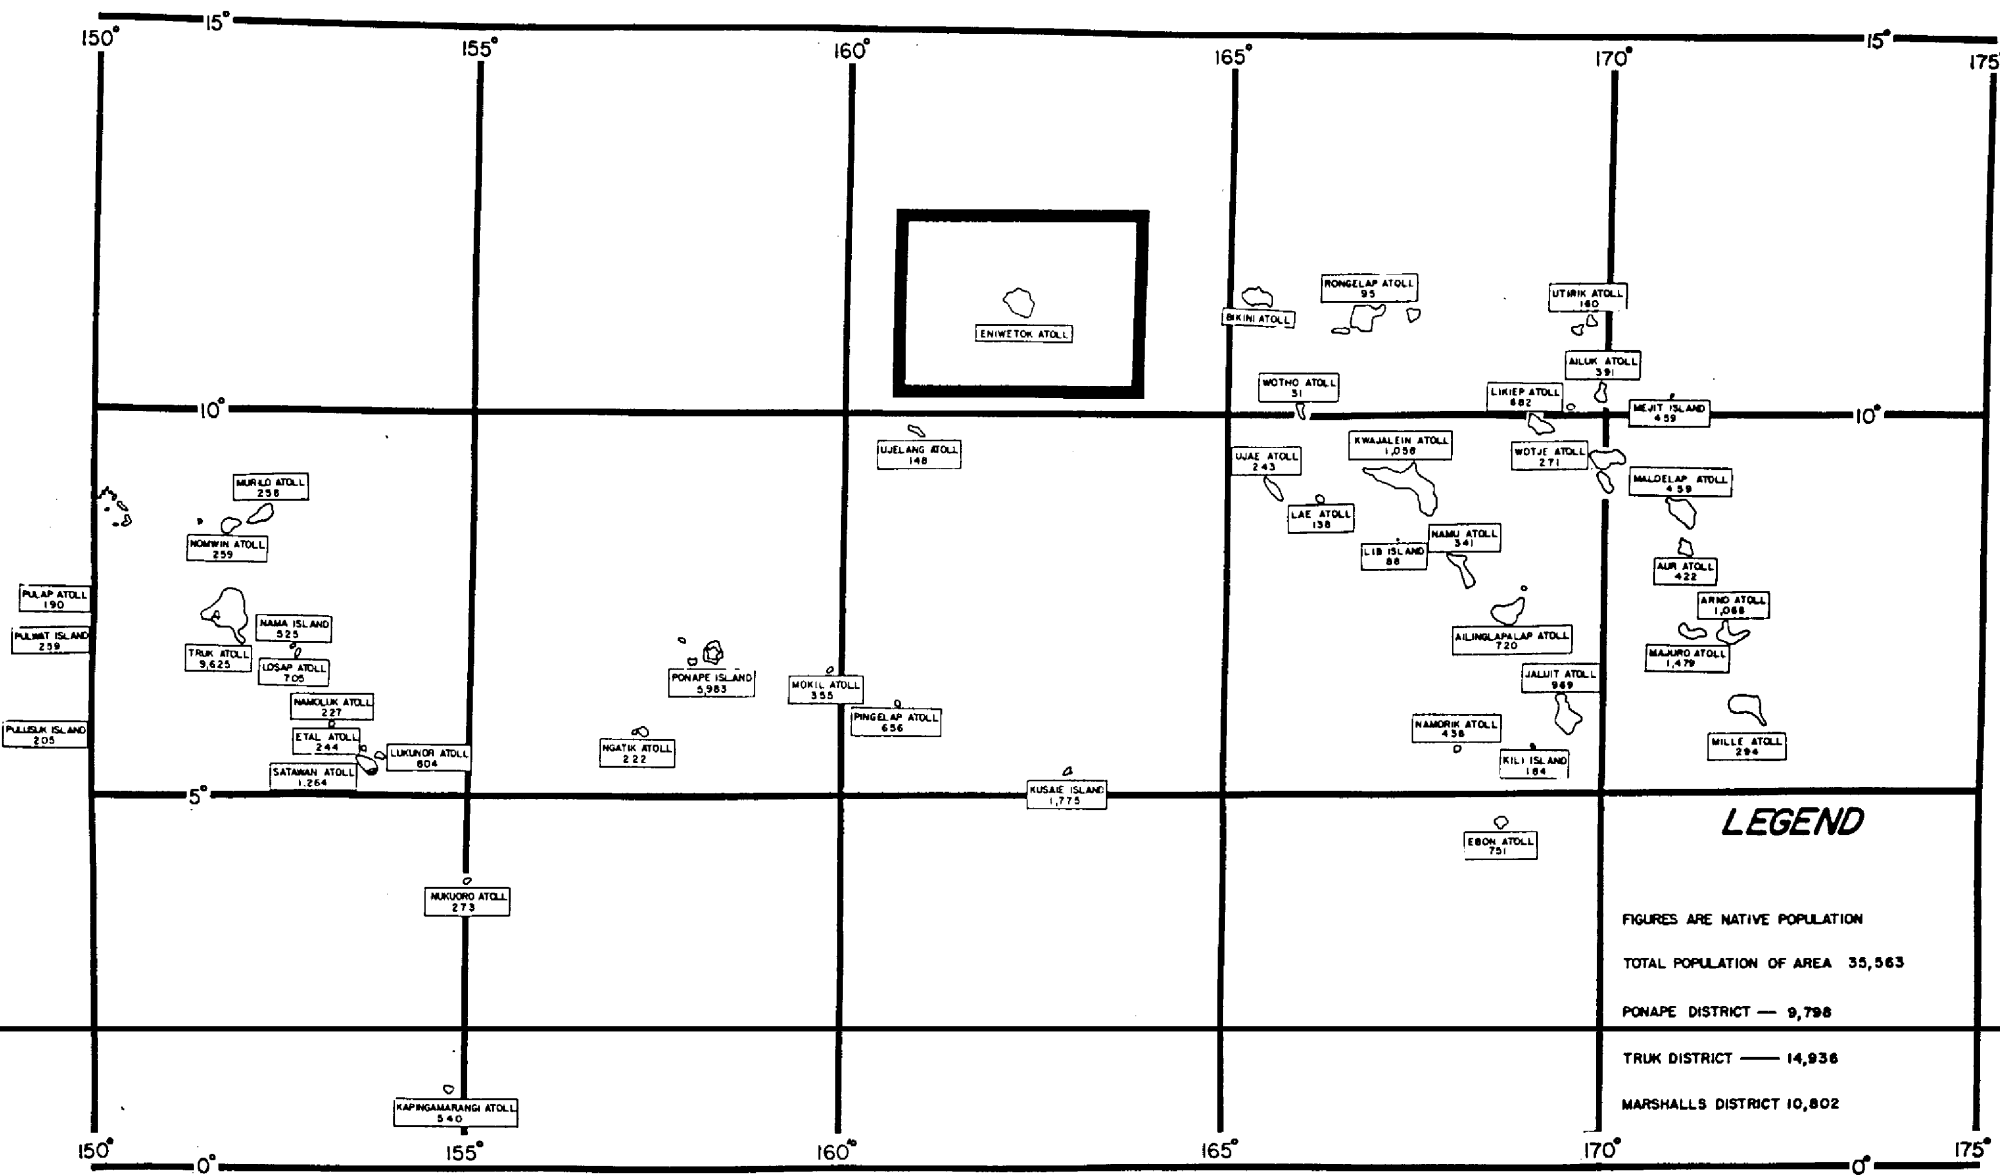 15°
150°
155°
160°
165°
170°
15°
175°
RONGELAP ATOLL
95
UTIRIK ATOLL
160
BIKINI ATOLL
ENIWETOK ATOLL
AILUK ATOLL
391
WOTHO ATOLL
31
LIKIEP ATOLL
682
MEJIT ISLAND
459
10°
10°
UJELANG ATOLL
148
UJAE ATOLL
243
KWAJALEIN ATOLL
1,058
WOTJE ATOLL
271
MALOELAP ATOLL
459
MURILO ATOLL
258
LAE ATOLL
138
NOMWIN ATOLL
259
NAMU ATOLL
341
LIB ISLAND
88
AUR ATOLL
422
PULAP ATOLL
190
ARNO ATOLL
1,068
PULWAT ISLAND
259
NAMA ISLAND
525
AILINGLAPALAP ATOLL
720
TRUK ATOLL
9,625
LOSAP ATOLL
705
MAJURO ATOLL
1,479
PONAPE ISLAND
5,983
MOKIL ATOLL
355
JALUIT ATOLL
969
NAMOLUK ATOLL
227
PINGELAP ATOLL
656
NAMORIK ATOLL
438
PULUSUK ISLAND
205
ETAL ATOLL
244
LUKUNOR ATOLL
804
NGATIK ATOLL
222
KILI ISLAND
184
MILLE ATOLL
294
SATAWAN ATOLL
1,264
5°
KUSAIE ISLAND
1,775
LEGEND
EBON ATOLL
751
NUKUORO ATOLL
273
FIGURES ARE NATIVE POPULATION
TOTAL POPULATION OF AREA 35,563
PONAPE DISTRICT — 9,798
TRUK DISTRICT —— 14,936
MARSHALLS DISTRICT 10,802
KAPINGAMARANGI ATOLL
540
150°
155°
160°
165°
170°
175°
0°
0°